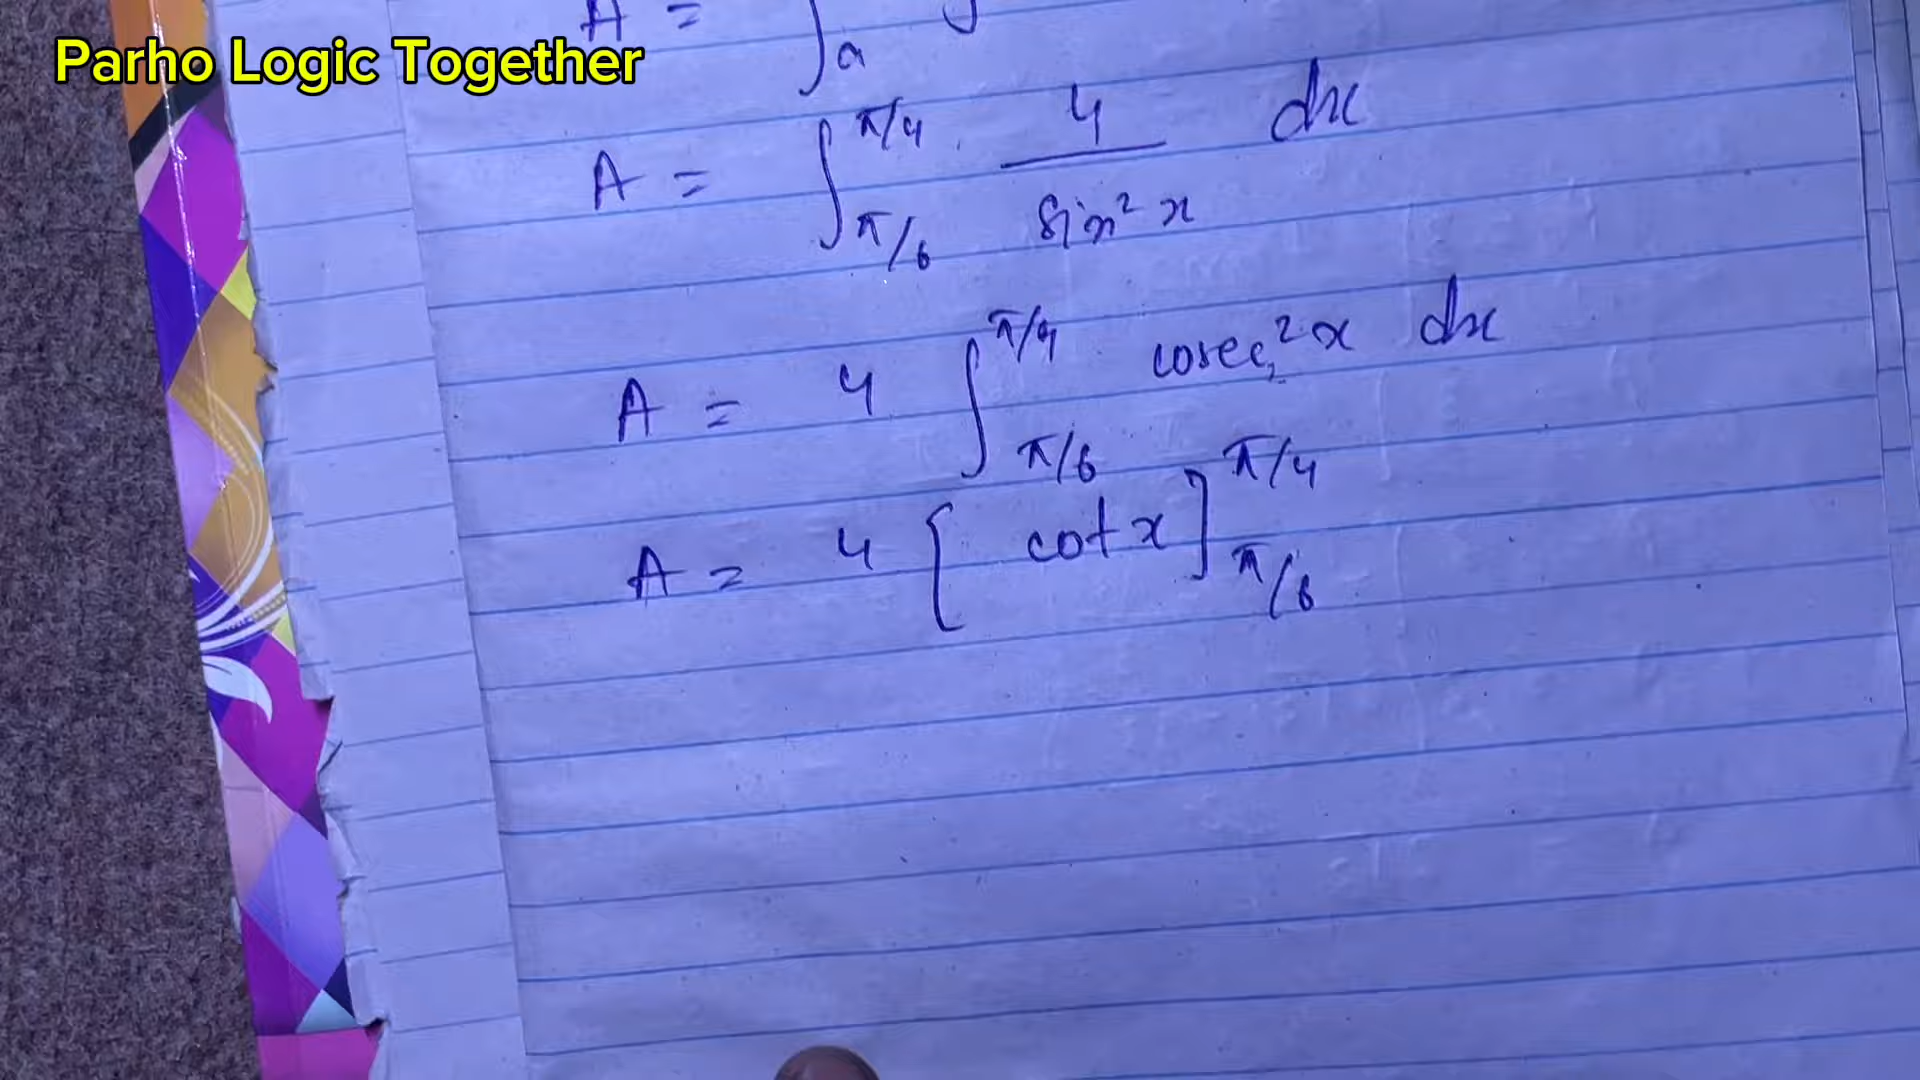 Parho Logic Together
A = ∫a
A = ∫π/6^π/4 4/sin²x dx
A = 4 ∫π/6^π/4 cosec²x dx
A = 4 [cot x]π/6^π/4